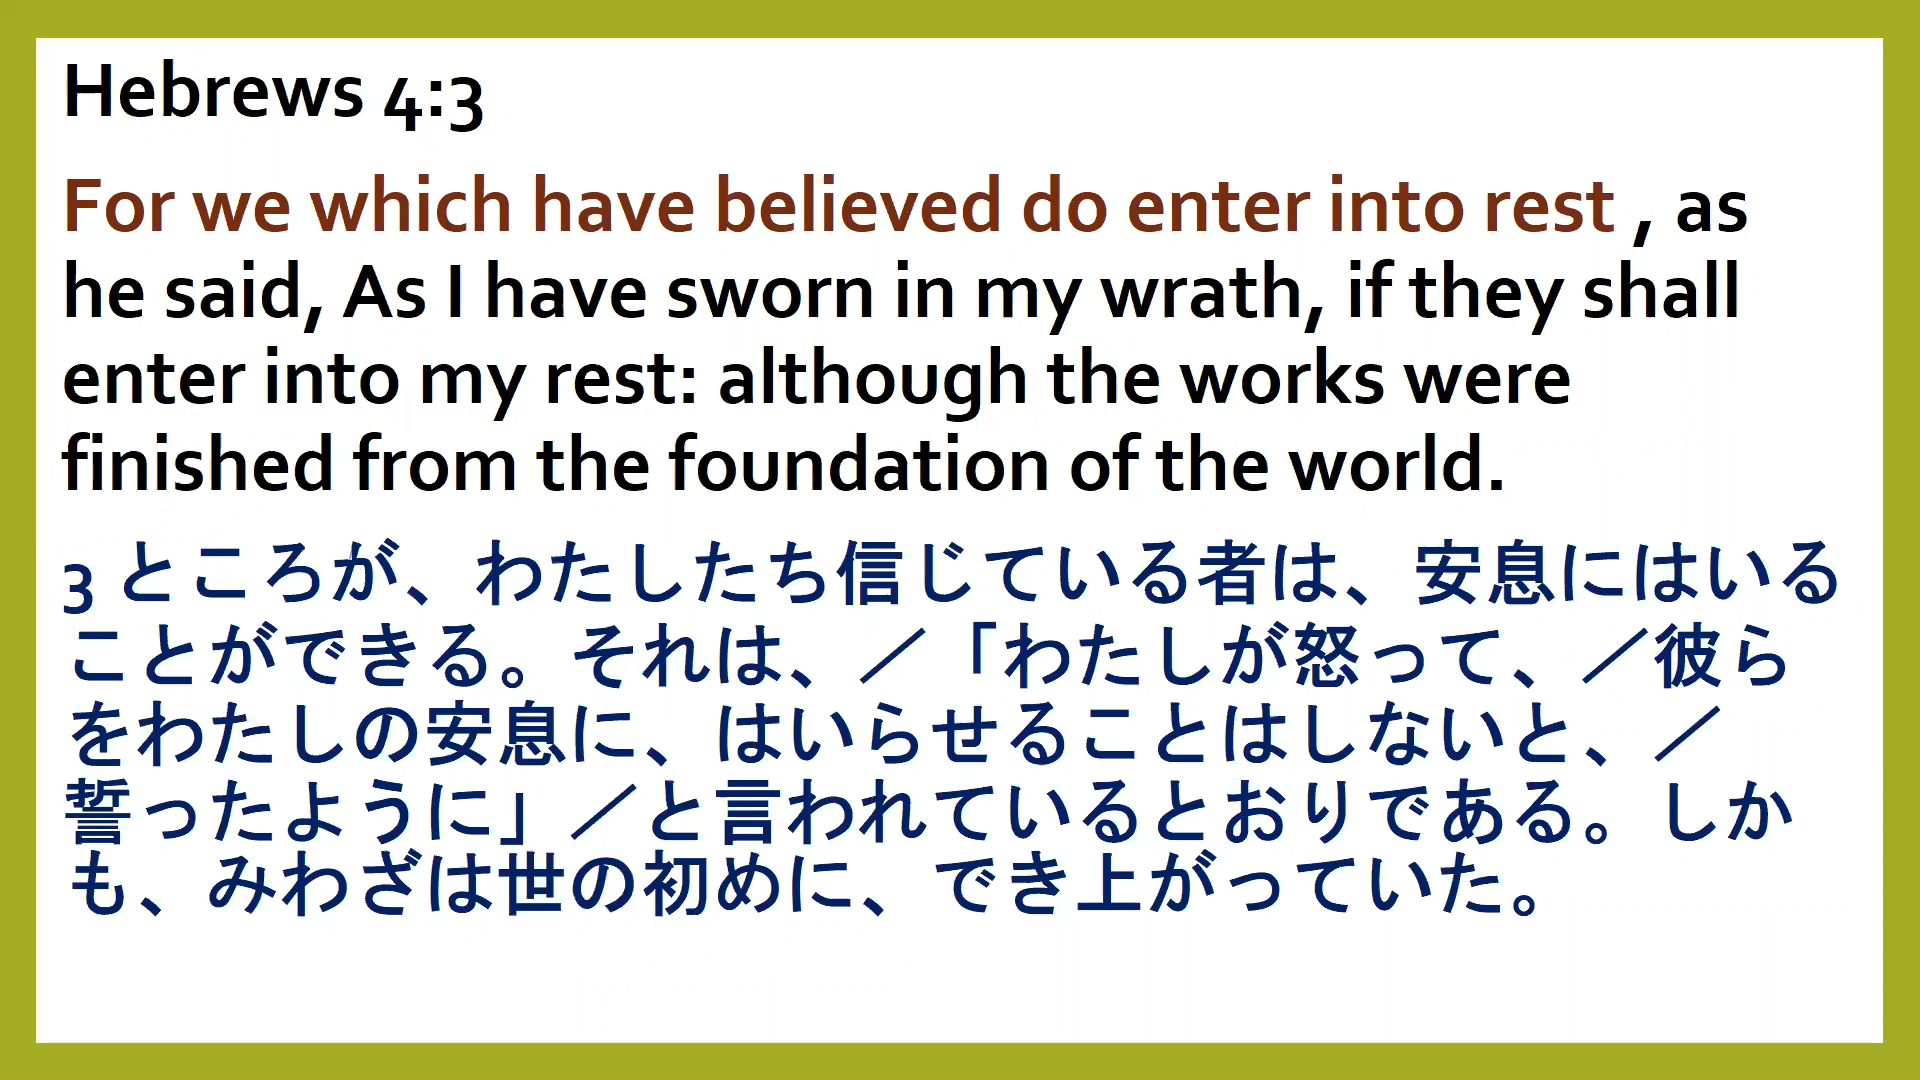 Hebrews 4:3
For we which have believed do enter into rest , as
he said, As I have sworn in my wrath, if they shall
enter into my rest: although the works were
finished from the foundation of the world.
3 ところが、わたしたち信じている者は、安息にはいる
ことができる。それは、／「わたしが怒って、／彼ら
をわたしの安息に、はいらせることはしないと、／
誓ったように」／と言われているとおりである。しか
も、みわざは世の初めに、でき上がっていた。